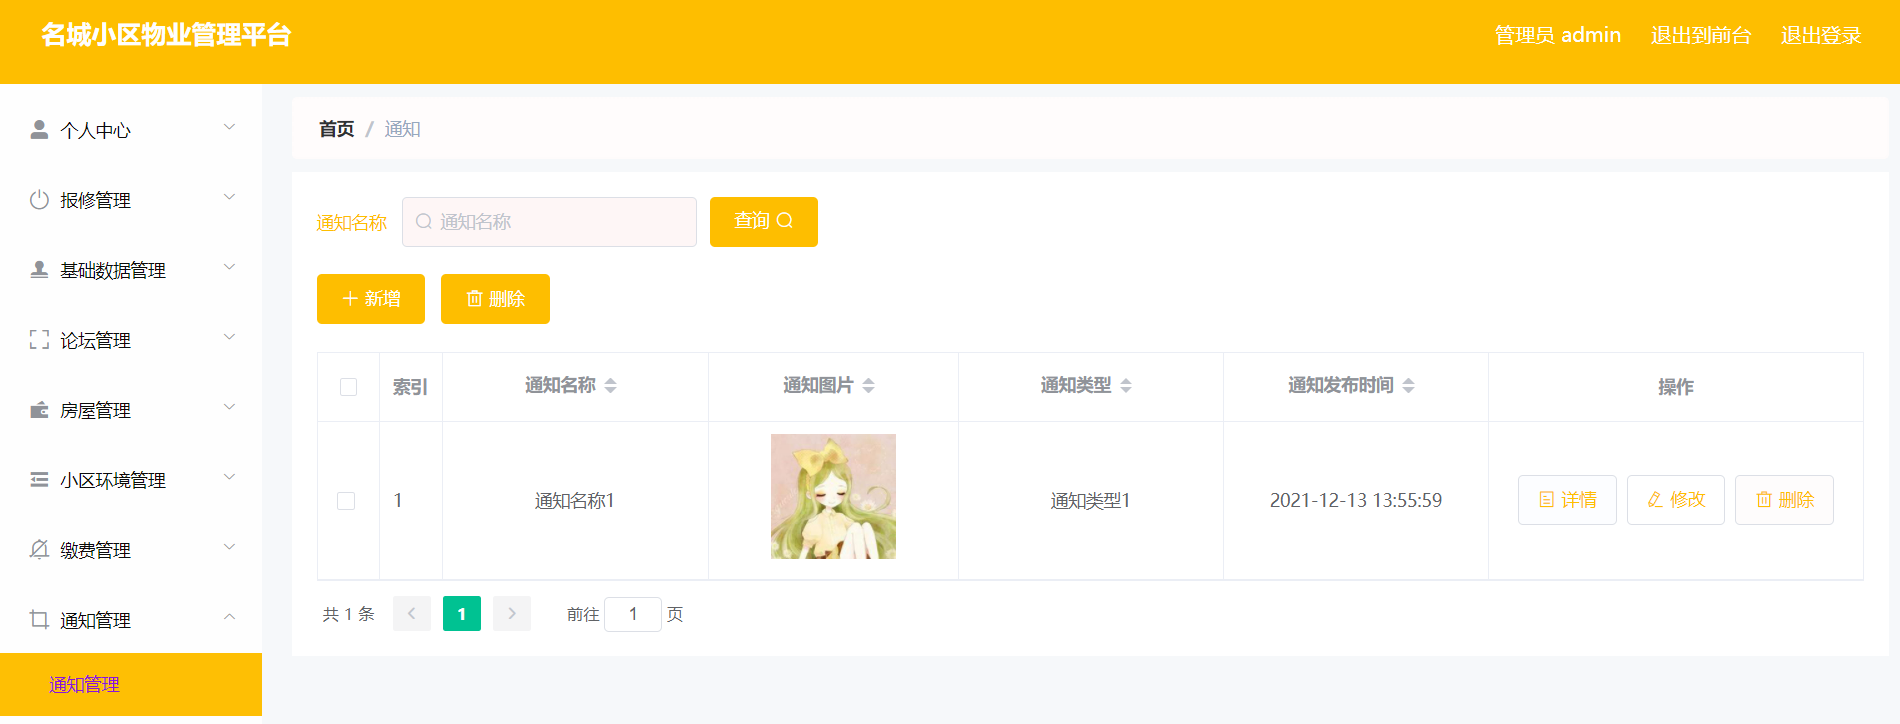 名城小区物业管理平台
管理员 admin 退出到前台 退出登录
个人中心
报修管理
基础数据管理
论坛管理
房屋管理
小区环境管理
缴费管理
通知管理
通知管理
首页 / 通知
通知名称 通知名称 查询
新增 删除
索引 通知名称 通知图片 通知类型 通知发布时间 操作
1 通知名称1 通知类型1 2021-12-13 13:55:59 详情 修改 删除
共 1 条 1 前往 1 页